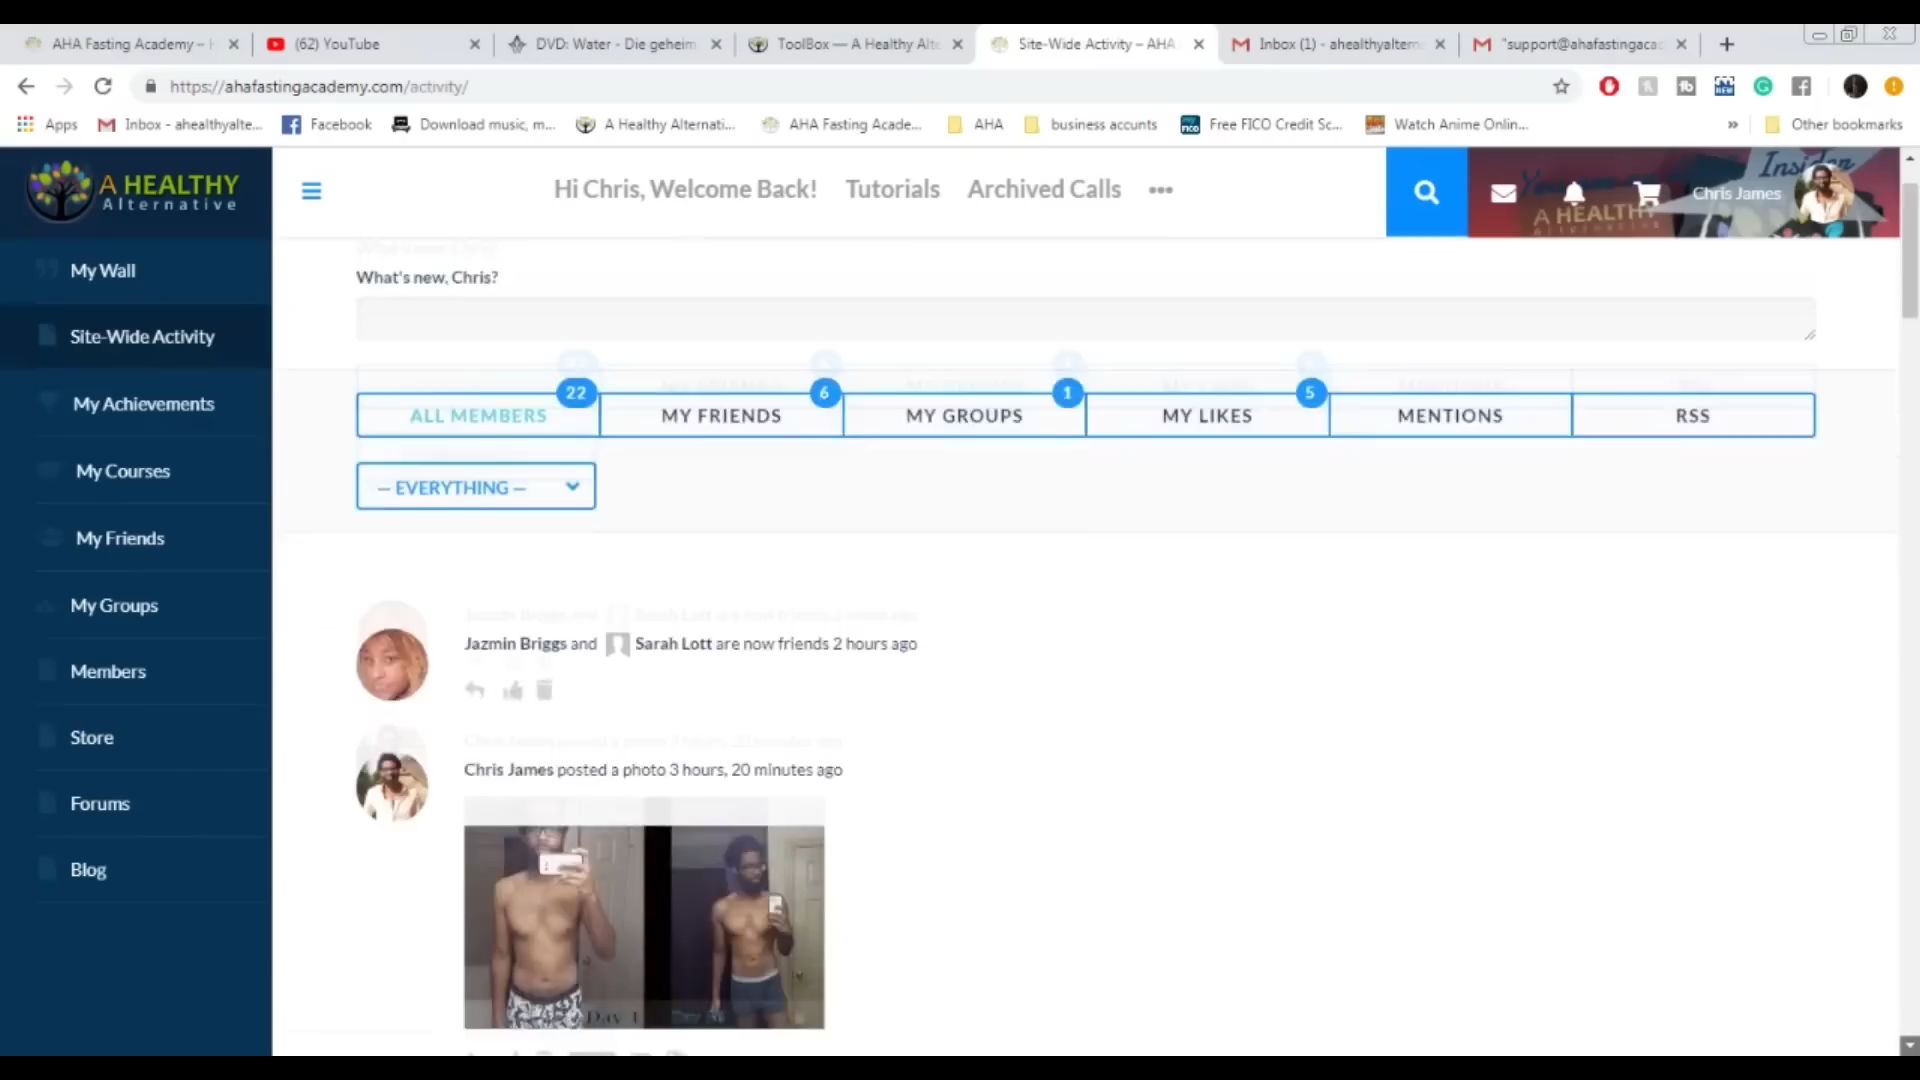 AHA Fasting Academy –
(62) YouTube
DVD: Water - Die geheim
ToolBox — A Healthy Alte
Site-Wide Activity – AHA
Inbox (1) - ahealthyaltern
"support@ahafastingaca
https://ahafastingacademy.com/activity/
Apps
Inbox - ahealthyalte...
Facebook
Download music, m...
A Healthy Alternati...
AHA Fasting Acade...
AHA
business accunts
Free FICO Credit Sc...
Watch Anime Onlin...
»
Other bookmarks
A HEALTHY
Alternative
Hi Chris, Welcome Back!
Tutorials
Archived Calls
•••
Insider
A HEALTHY
Chris James
My Wall
Site-Wide Activity
My Achievements
My Courses
My Friends
My Groups
Members
Store
Forums
Blog
What's new, Chris?
22
6
1
5
ALL MEMBERS
MY FRIENDS
MY GROUPS
MY LIKES
MENTIONS
RSS
— EVERYTHING —
Jazmin Briggs and Sarah Lott are now friends 2 hours ago
Chris James posted a photo 3 hours, 20 minutes ago
Day 1